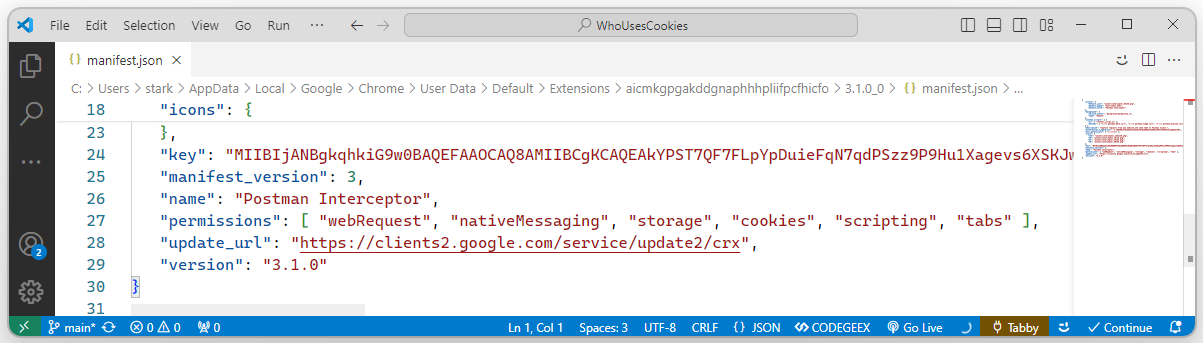 File Edit Selection View Go Run ··· WhoUsesCookies
{} manifest.json ×
C: > Users > stark > AppData > Local > Google > Chrome > User Data > Default > Extensions > aicmkgpgakddgnaphhhpliifpcfhicfo > 3.1.0_0 > {} manifest.json > ...
18 "icons": {
23 },
24 "key": "MIIBIjANBgkqhkiG9w0BAQEFAAOCAQ8AMIIBCgKCAQEAkYPST7QF7FLpYpDuieFqN7qdPSzz9P9Hu1Xagevs6XSKJw
25 "manifest_version": 3,
26 "name": "Postman Interceptor",
27 "permissions": [ "webRequest", "nativeMessaging", "storage", "cookies", "scripting", "tabs" ],
28 "update_url": "https://clients2.google.com/service/update2/crx",
29 "version": "3.1.0"
30 }
31
2
main* 0 0 0 Ln 1, Col 1 Spaces: 3 UTF-8 CRLF {} JSON CODEGEEX Go Live Tabby Continue